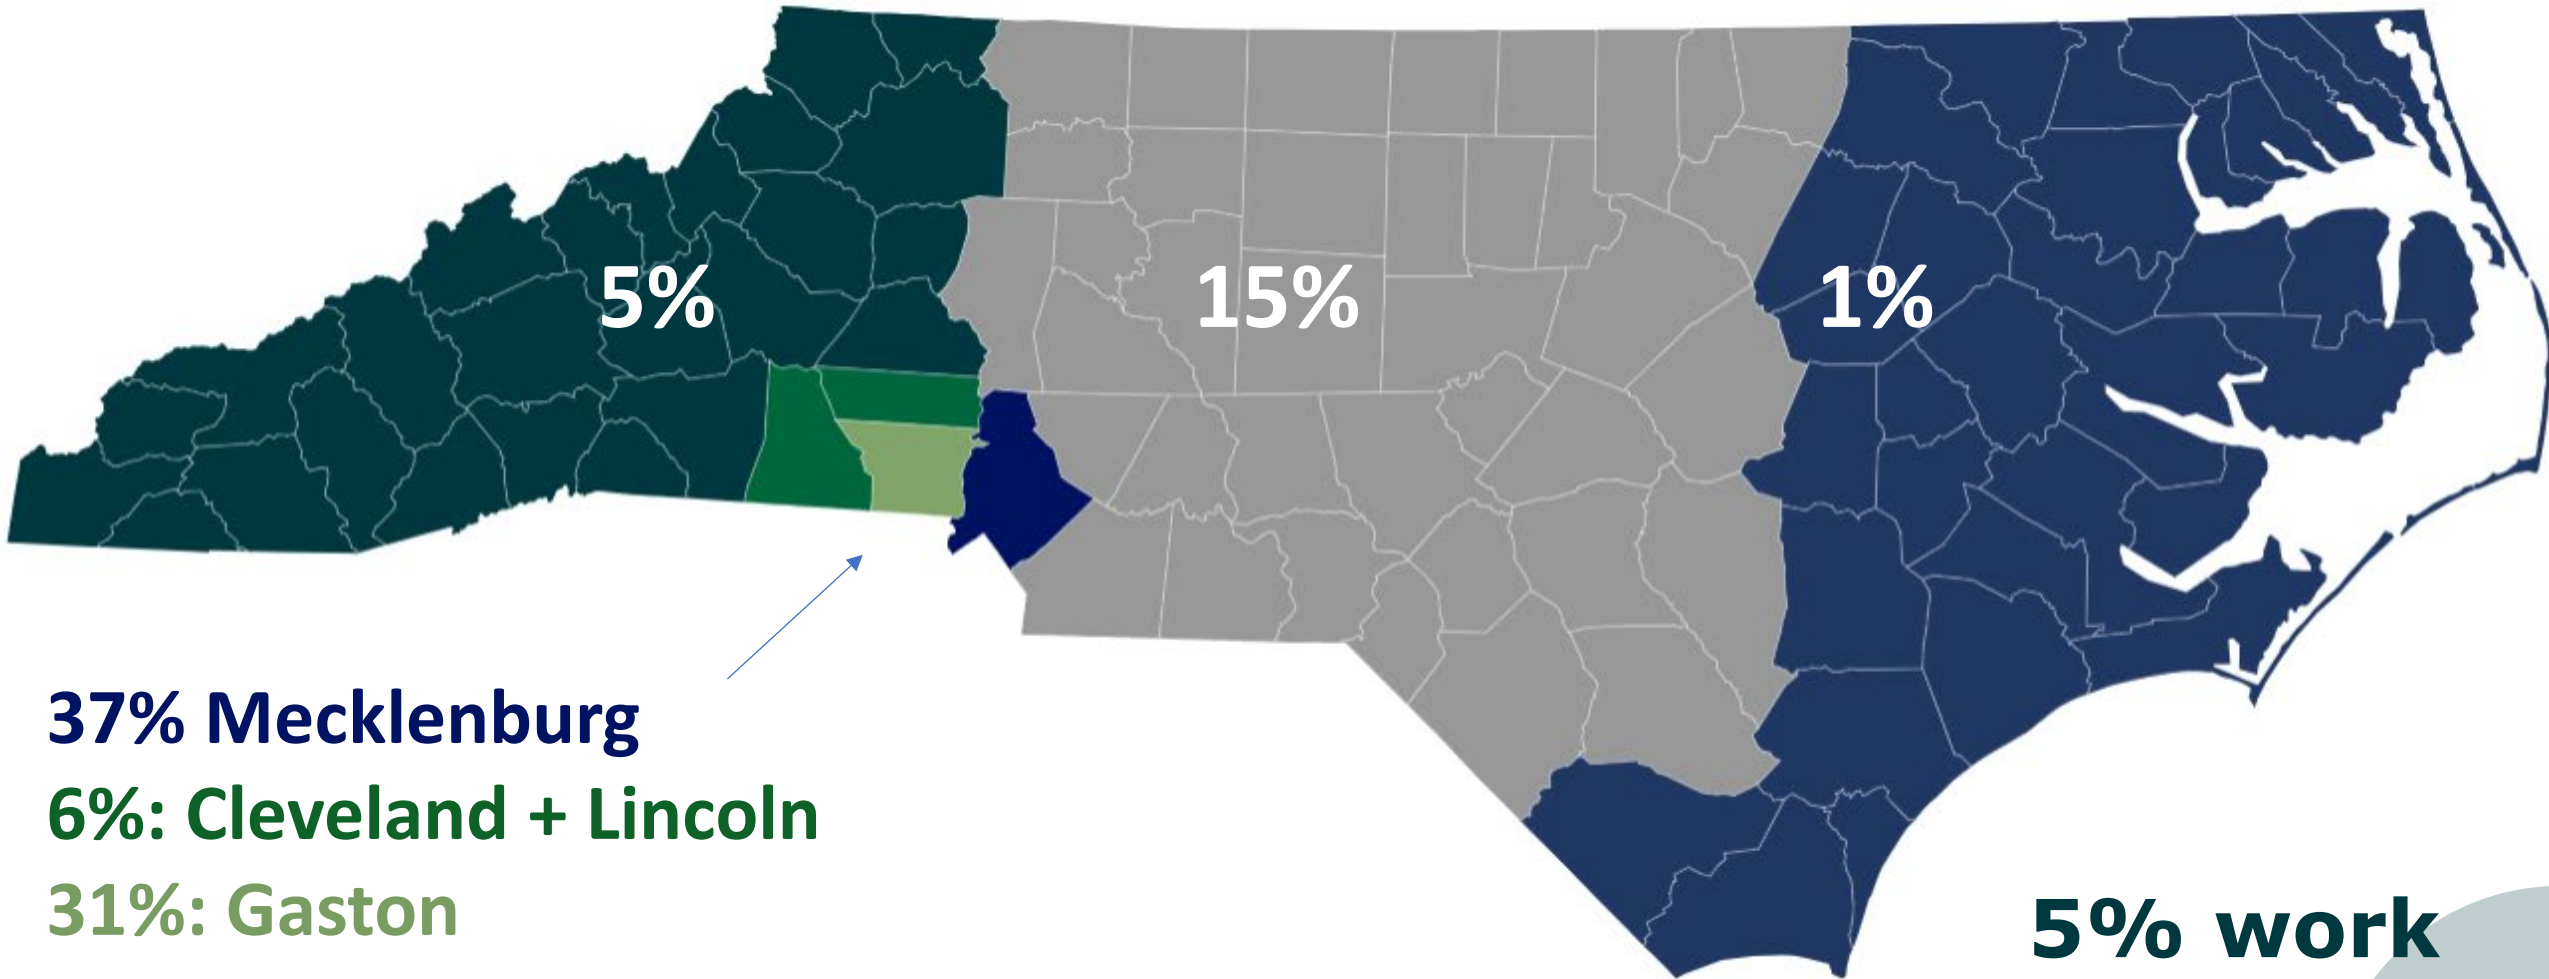 5%
15%
1%
37% Mecklenburg
6%: Cleveland + Lincoln
31%: Gaston
5% work